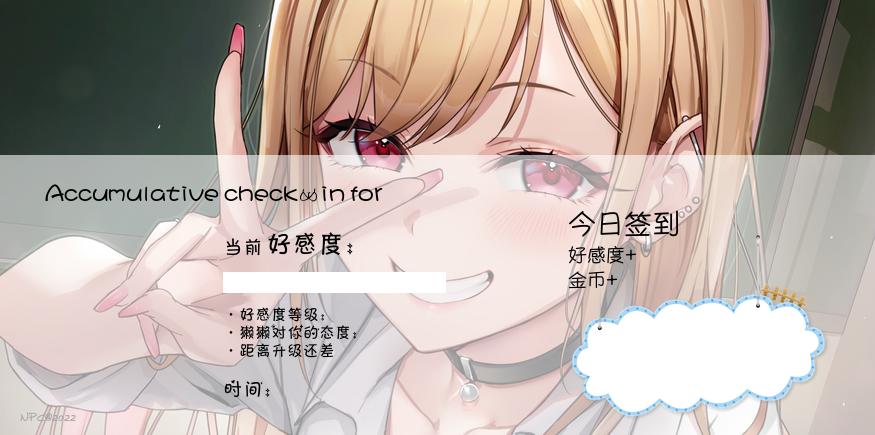 Accumulative check-in for
今日签到
当前 好感度：
好感度+
金币+
·好感度等级：
·獭獭对你的态度：
·距离升级还差
时间：
NPC@2022